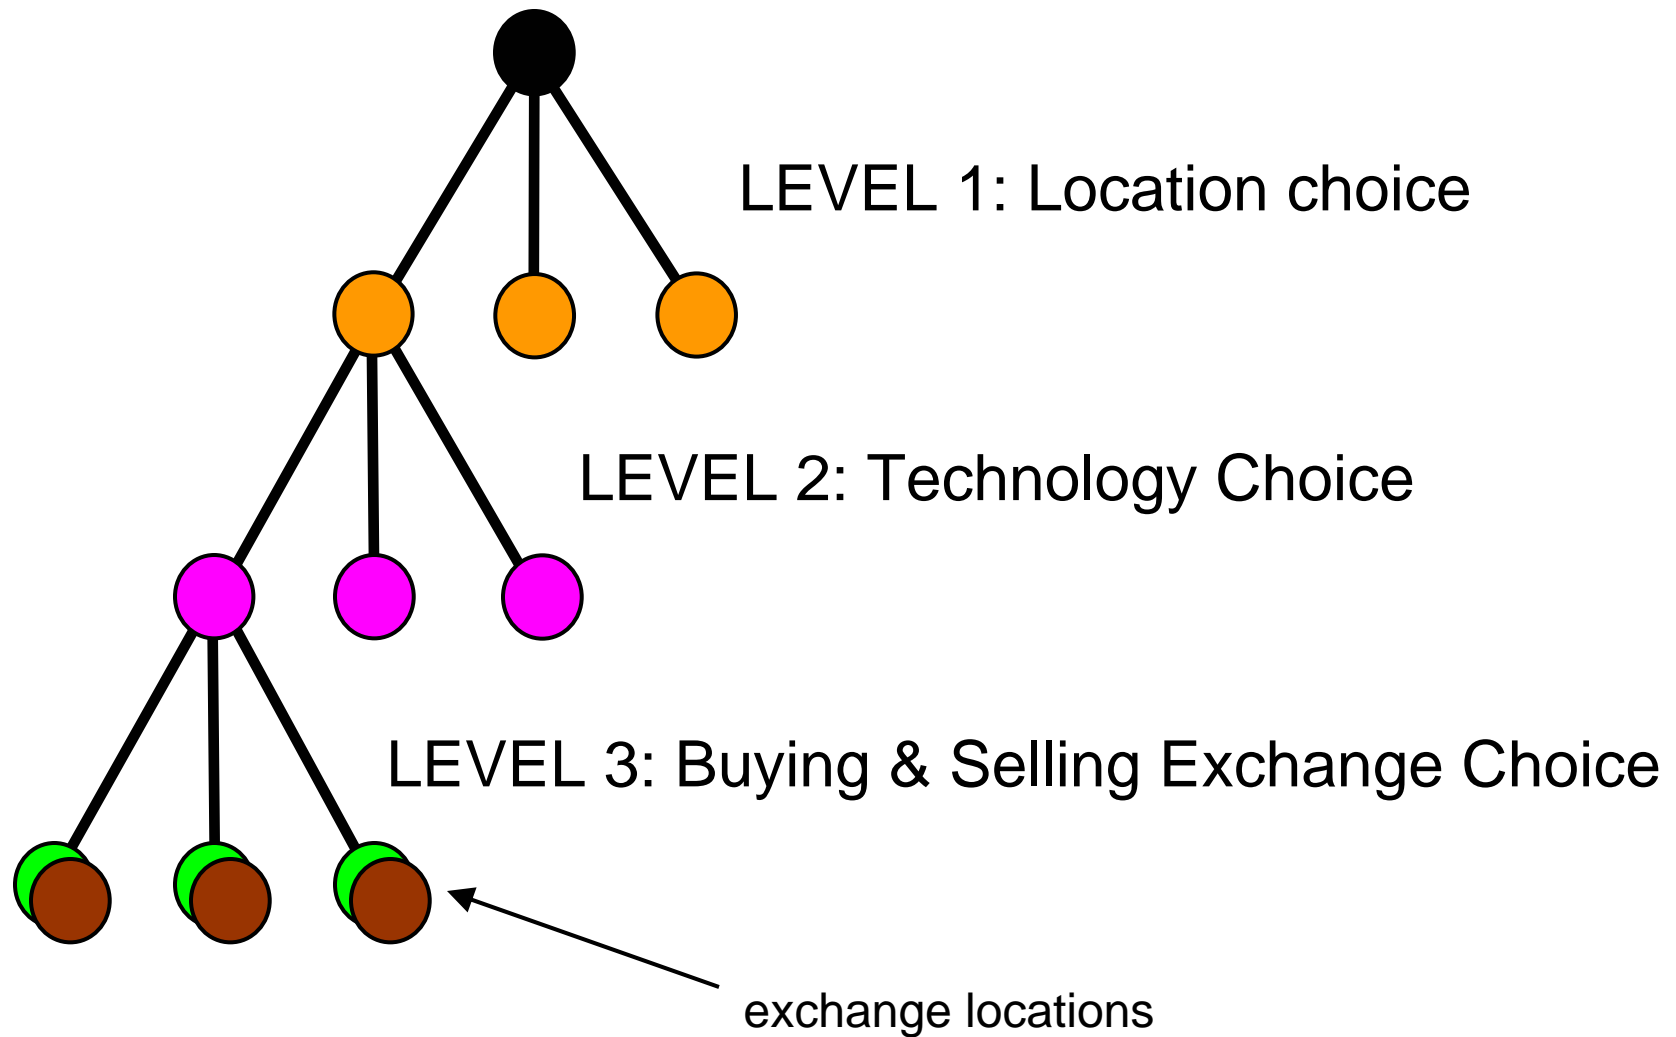 LEVEL 1: Location choice
LEVEL 2: Technology Choice
LEVEL 3: Buying & Selling Exchange Choice
exchange locations